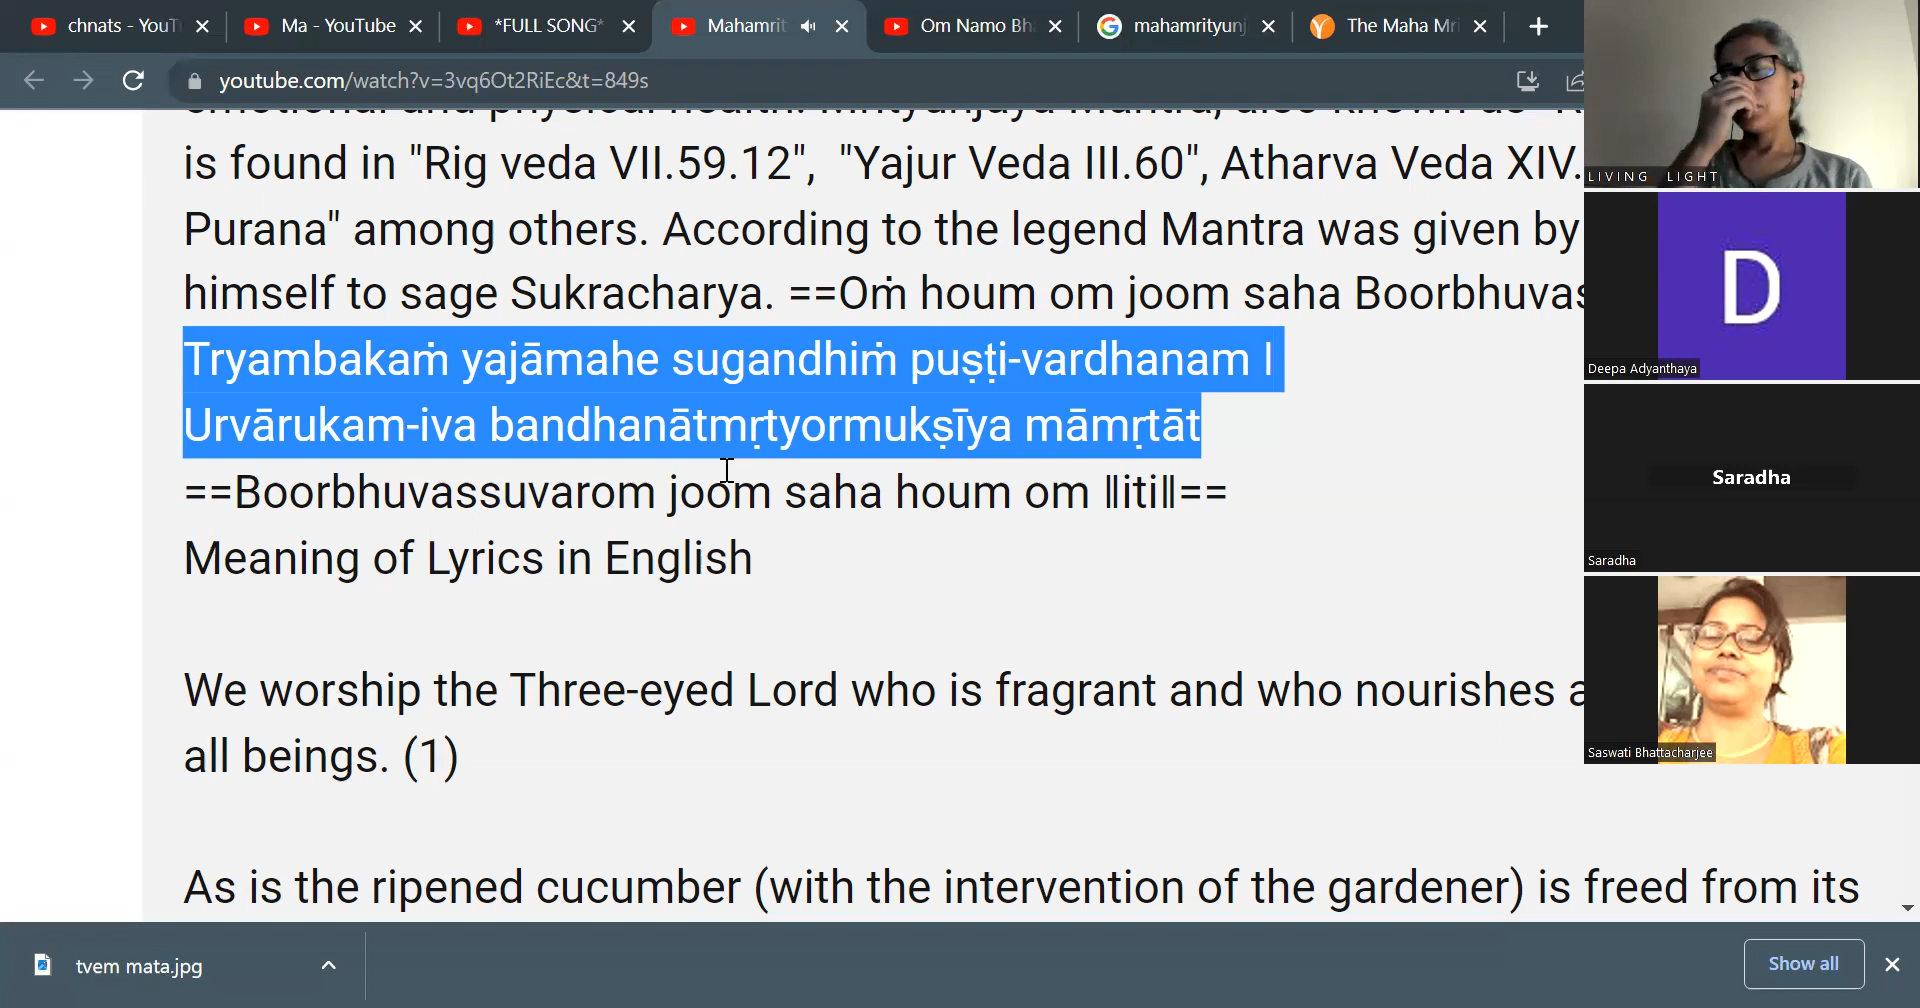 chnats - YouT
Ma - YouTube
*FULL SONG*
Mahamrit
Om Namo Bh
mahamrityunj
The Maha Mri
youtube.com/watch?v=3vq6Ot2RiEc&t=849s
is found in "Rig veda VII.59.12", "Yajur Veda III.60", Atharva Veda XIV.
Purana" among others. According to the legend Mantra was given by
himself to sage Sukracharya. ==Oṁ houm om joom saha Boorbhuvas
Tryambakaṁ yajāmahe sugandhiṁ puṣṭi-vardhanam ।
Urvārukam-iva bandhanātmṛtyormukṣīya māmṛtāt
==Boorbhuvassuvarom joom saha houm om ॥iti॥==
Meaning of Lyrics in English
We worship the Three-eyed Lord who is fragrant and who nourishes a
all beings. (1)
As is the ripened cucumber (with the intervention of the gardener) is freed from its
LIVING LIGHT
D
Deepa Adyanthaya
Saradha
Saradha
Saswati Bhattacharjee
tvem mata.jpg
Show all